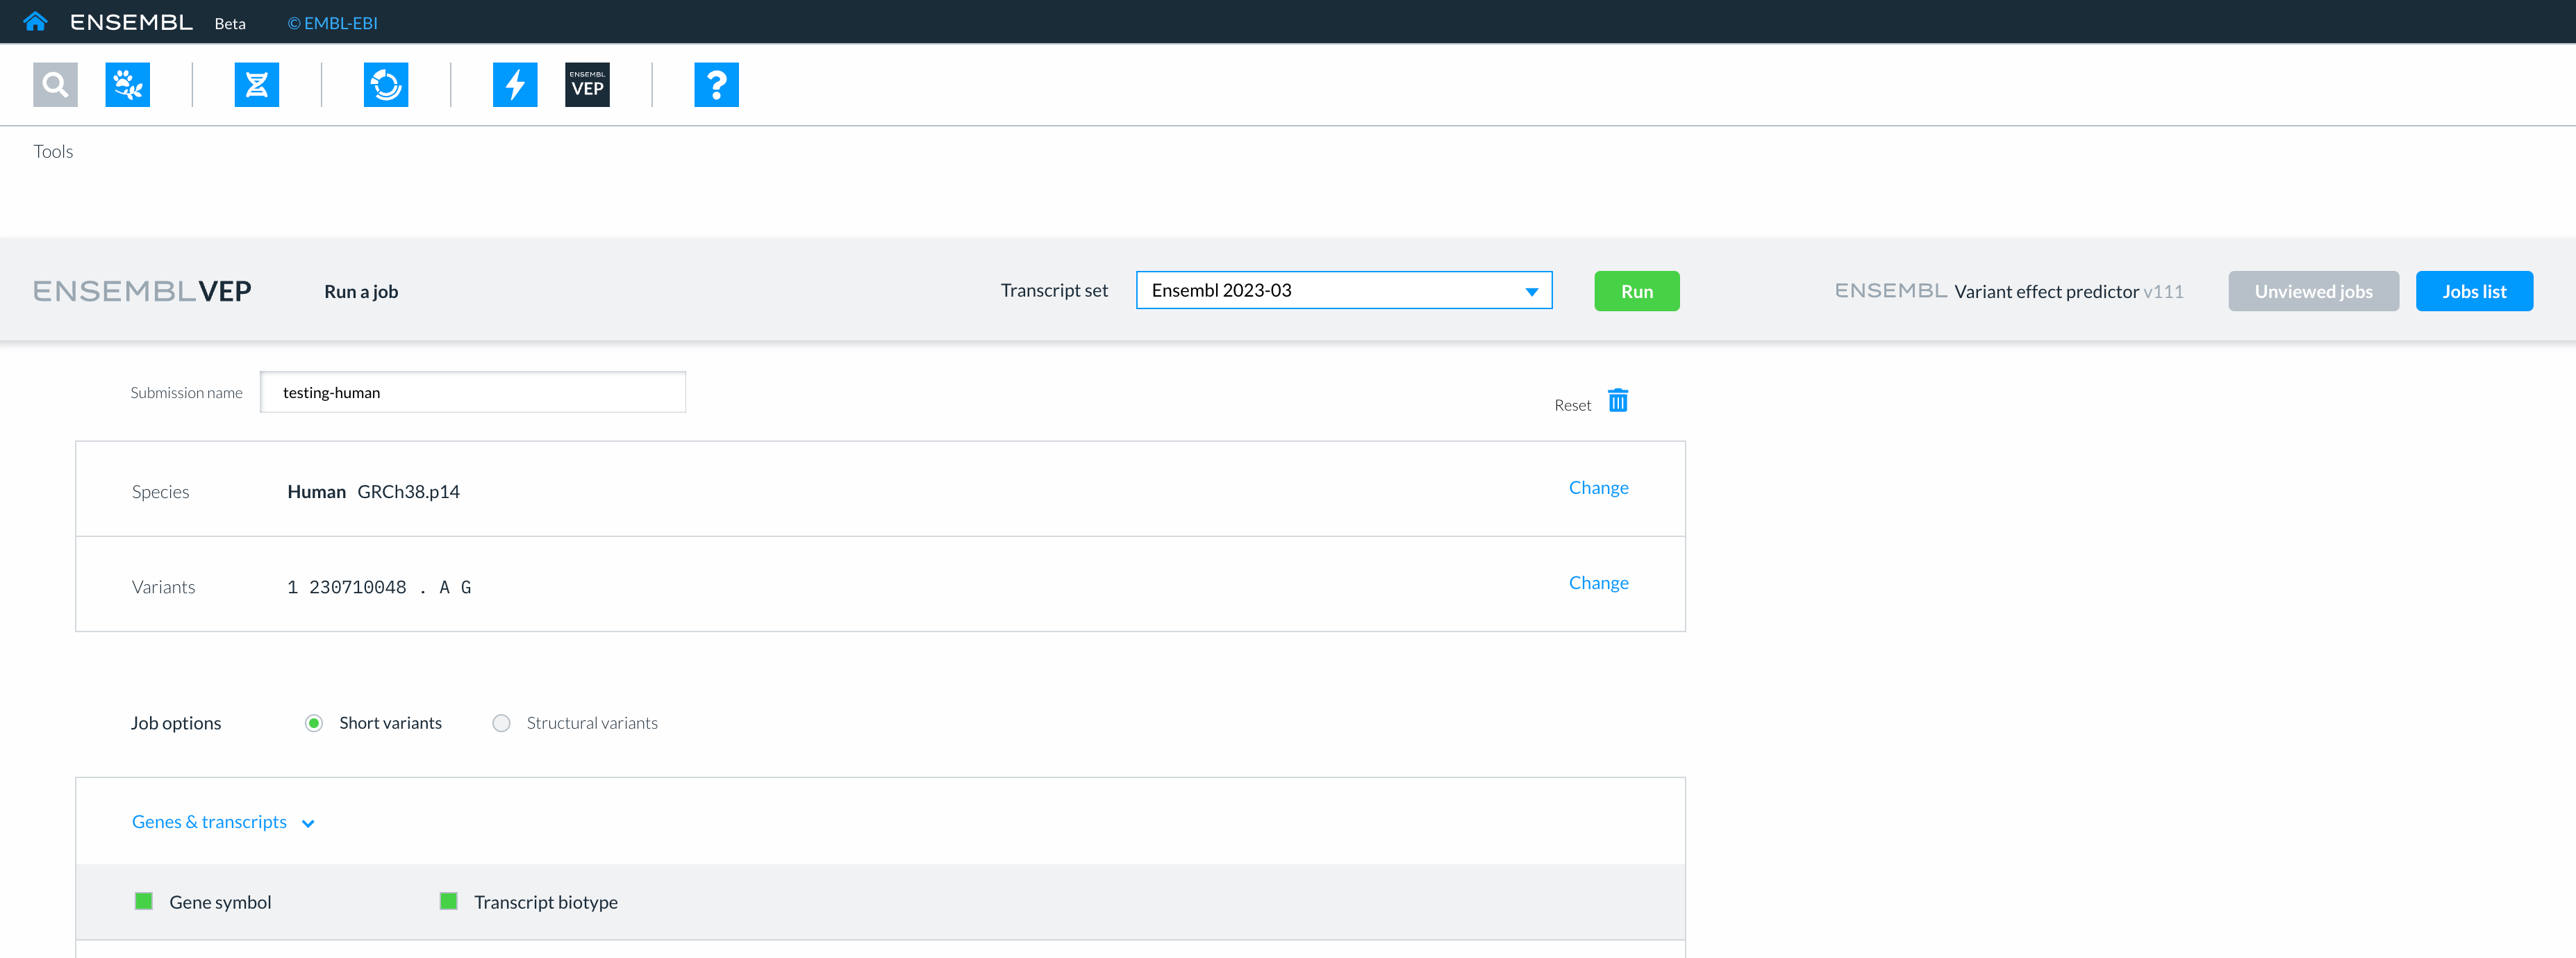 ENSEMBL Beta © EMBL-EBI
ENSEMBL VEP
Tools
ENSEMBL VEP Run a job Transcript set Ensembl 2023-03 Run ENSEMBL Variant effect predictor v111 Unviewed jobs Jobs list
Submission name testing-human Reset
Species Human GRCh38.p14 Change
Variants 1 230710048 . A G Change
Job options Short variants Structural variants
Genes & transcripts
Gene symbol Transcript biotype